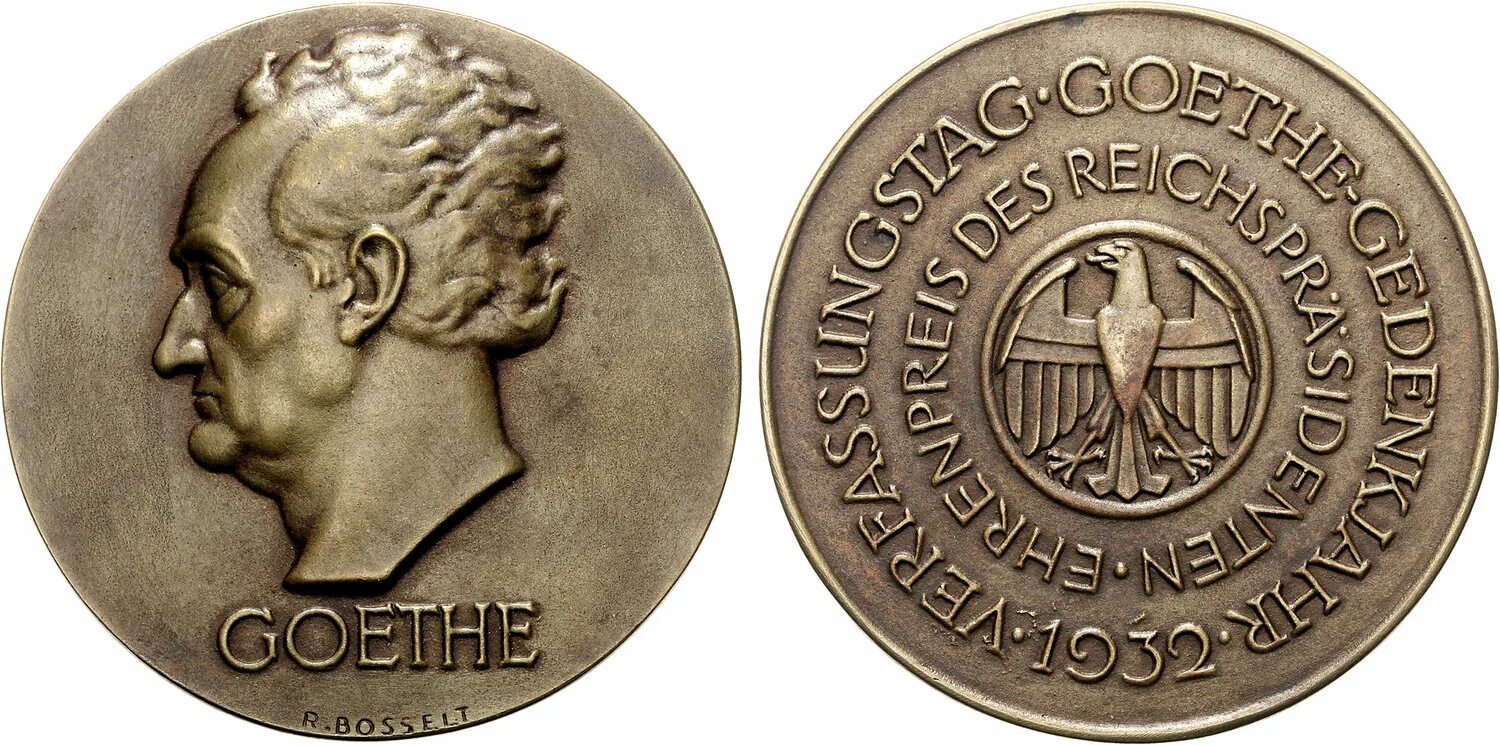 GOETHE
R. BOSSELT
VERFASSUNGSTAG · GOETHE-GEDENKJAHR · 1932 ·
EHRENPREIS DES REICHSPRÄSIDENTEN ·